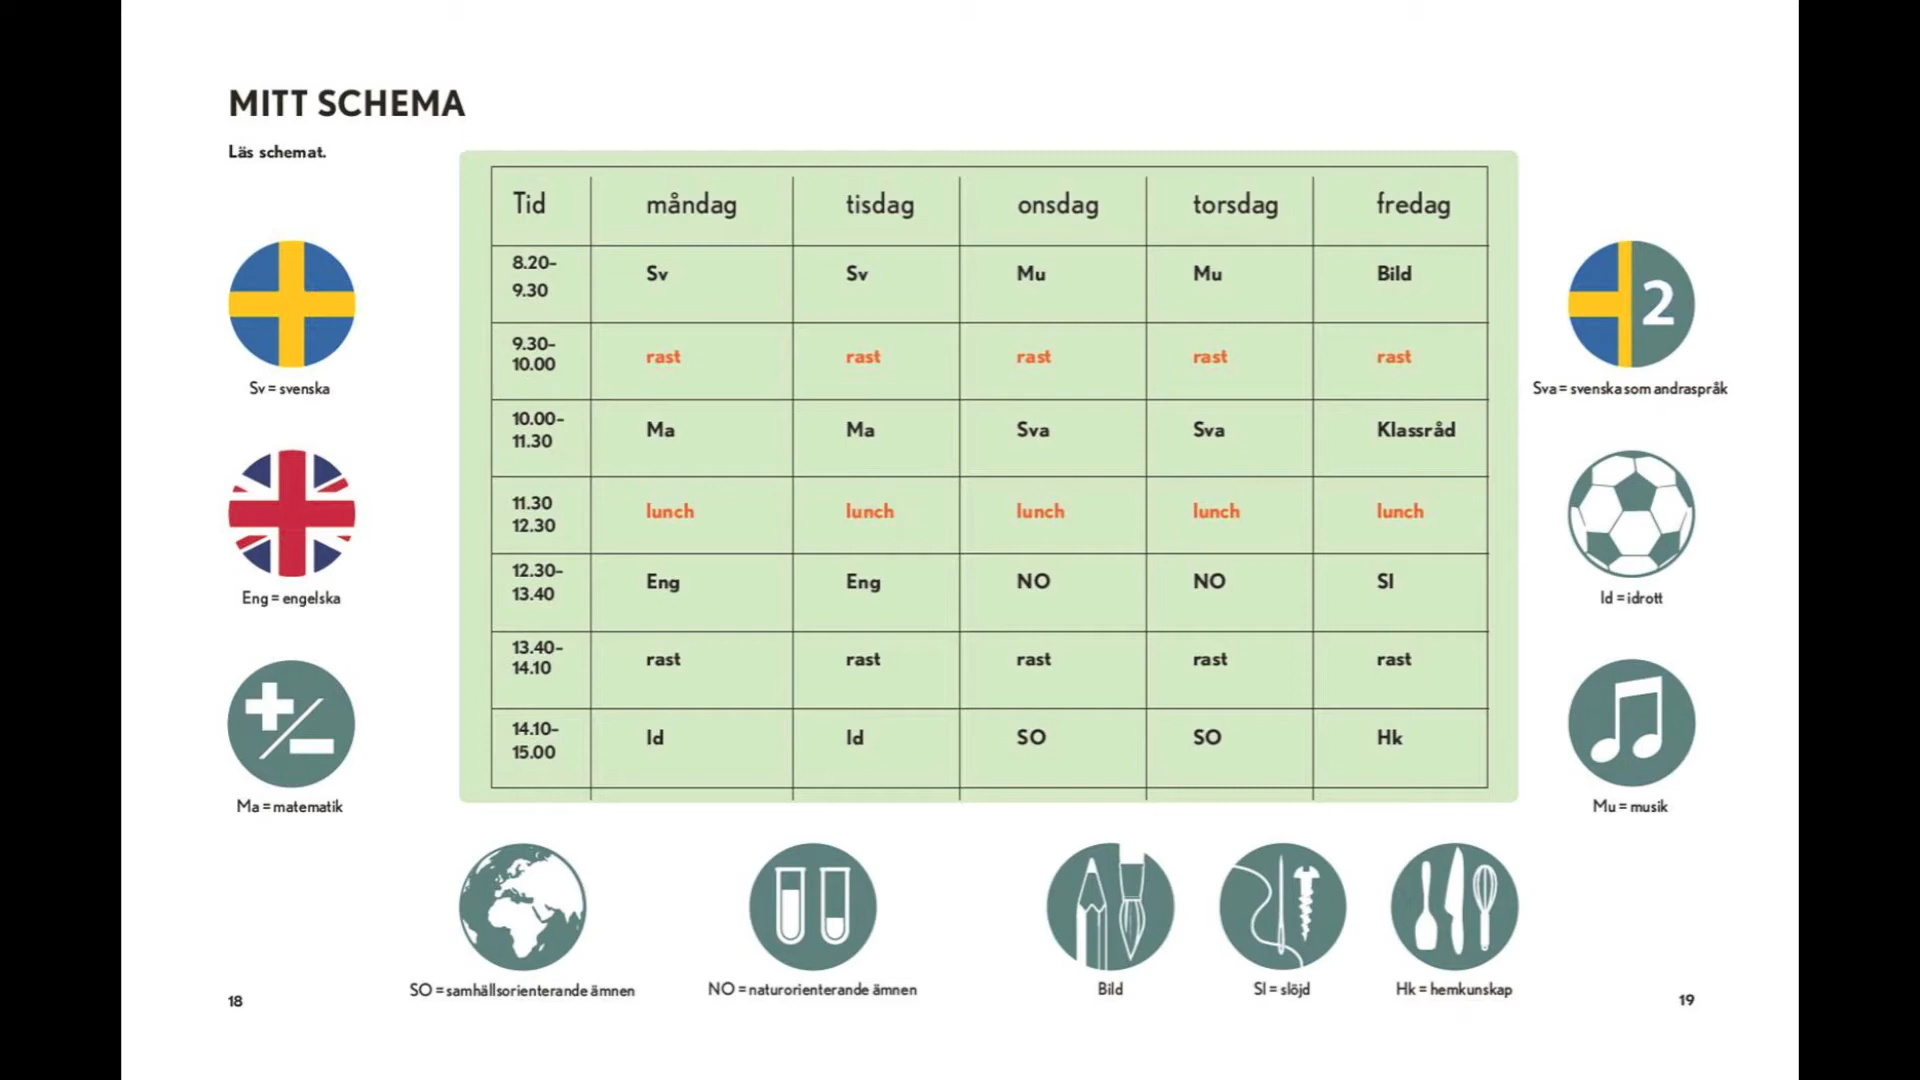 MITT SCHEMA
Läs schemat.
Tid måndag tisdag onsdag torsdag fredag
8.20–
9.30
Sv Sv Mu Mu Bild
9.30–
10.00
rast rast rast rast rast
10.00–
11.30
Ma Ma Sva Sva Klassråd
11.30
12.30
lunch lunch lunch lunch lunch
12.30–
13.40
Eng Eng NO NO Sl
13.40–
14.10
rast rast rast rast rast
14.10–
15.00
Id Id SO SO Hk
Sv = svenska
Eng = engelska
Ma = matematik
2
Sva = svenska som andraspråk
Id = idrott
Mu = musik
SO = samhällsorienterande ämnen
NO = naturorienterande ämnen
Bild
Sl = slöjd
Hk = hemkunskap
18
19